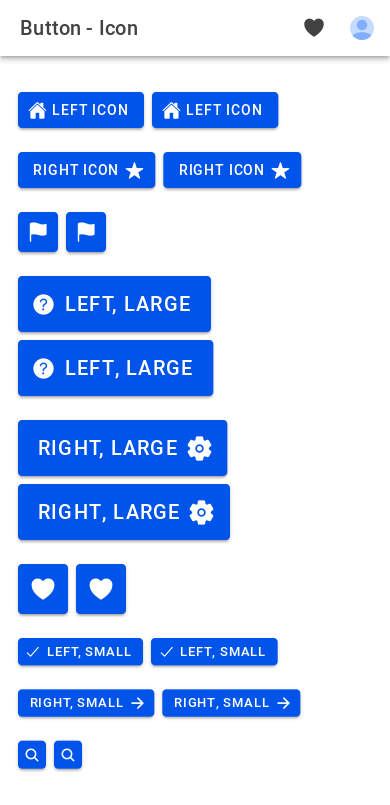 Button - Icon
LEFT ICON LEFT ICON
RIGHT ICON RIGHT ICON
LEFT, LARGE
LEFT, LARGE
RIGHT, LARGE
RIGHT, LARGE
LEFT, SMALL LEFT, SMALL
RIGHT, SMALL RIGHT, SMALL